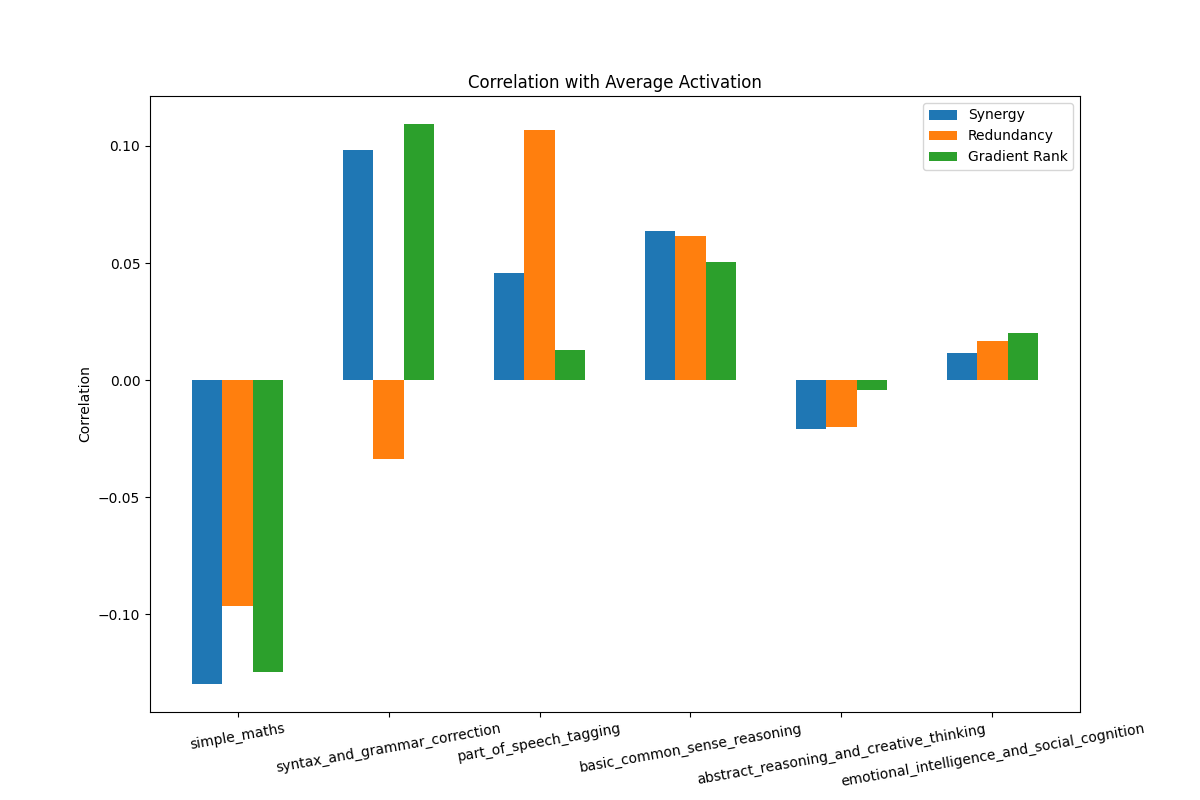 Correlation with Average Activation
Synergy
Redundancy
Gradient Rank
Correlation
0.10
0.05
0.00
−0.05
−0.10
simple_maths
syntax_and_grammar_correction
part_of_speech_tagging
basic_common_sense_reasoning
abstract_reasoning_and_creative_thinking
emotional_intelligence_and_social_cognition